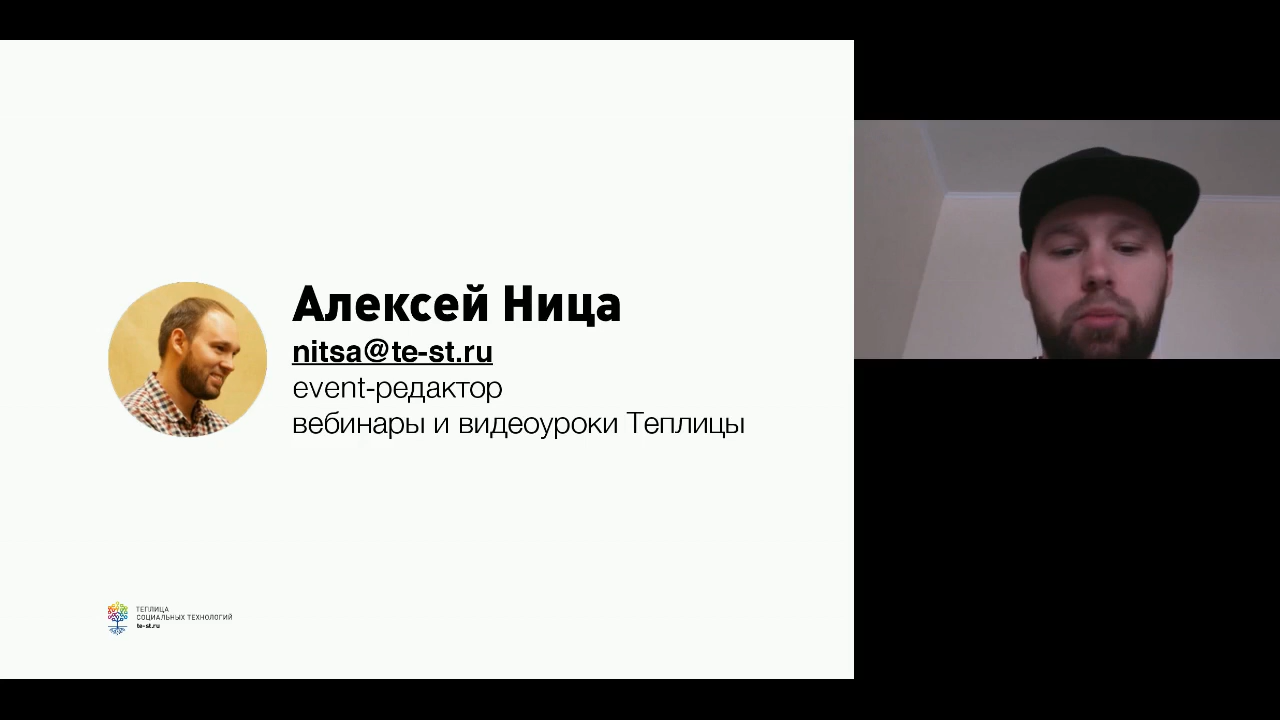 Алексей Ница
nitsa@te-st.ru
event-редактор
вебинары и видеоуроки Теплицы
ТЕПЛИЦА
СОЦИАЛЬНЫХ ТЕХНОЛОГИЙ
te-st.ru